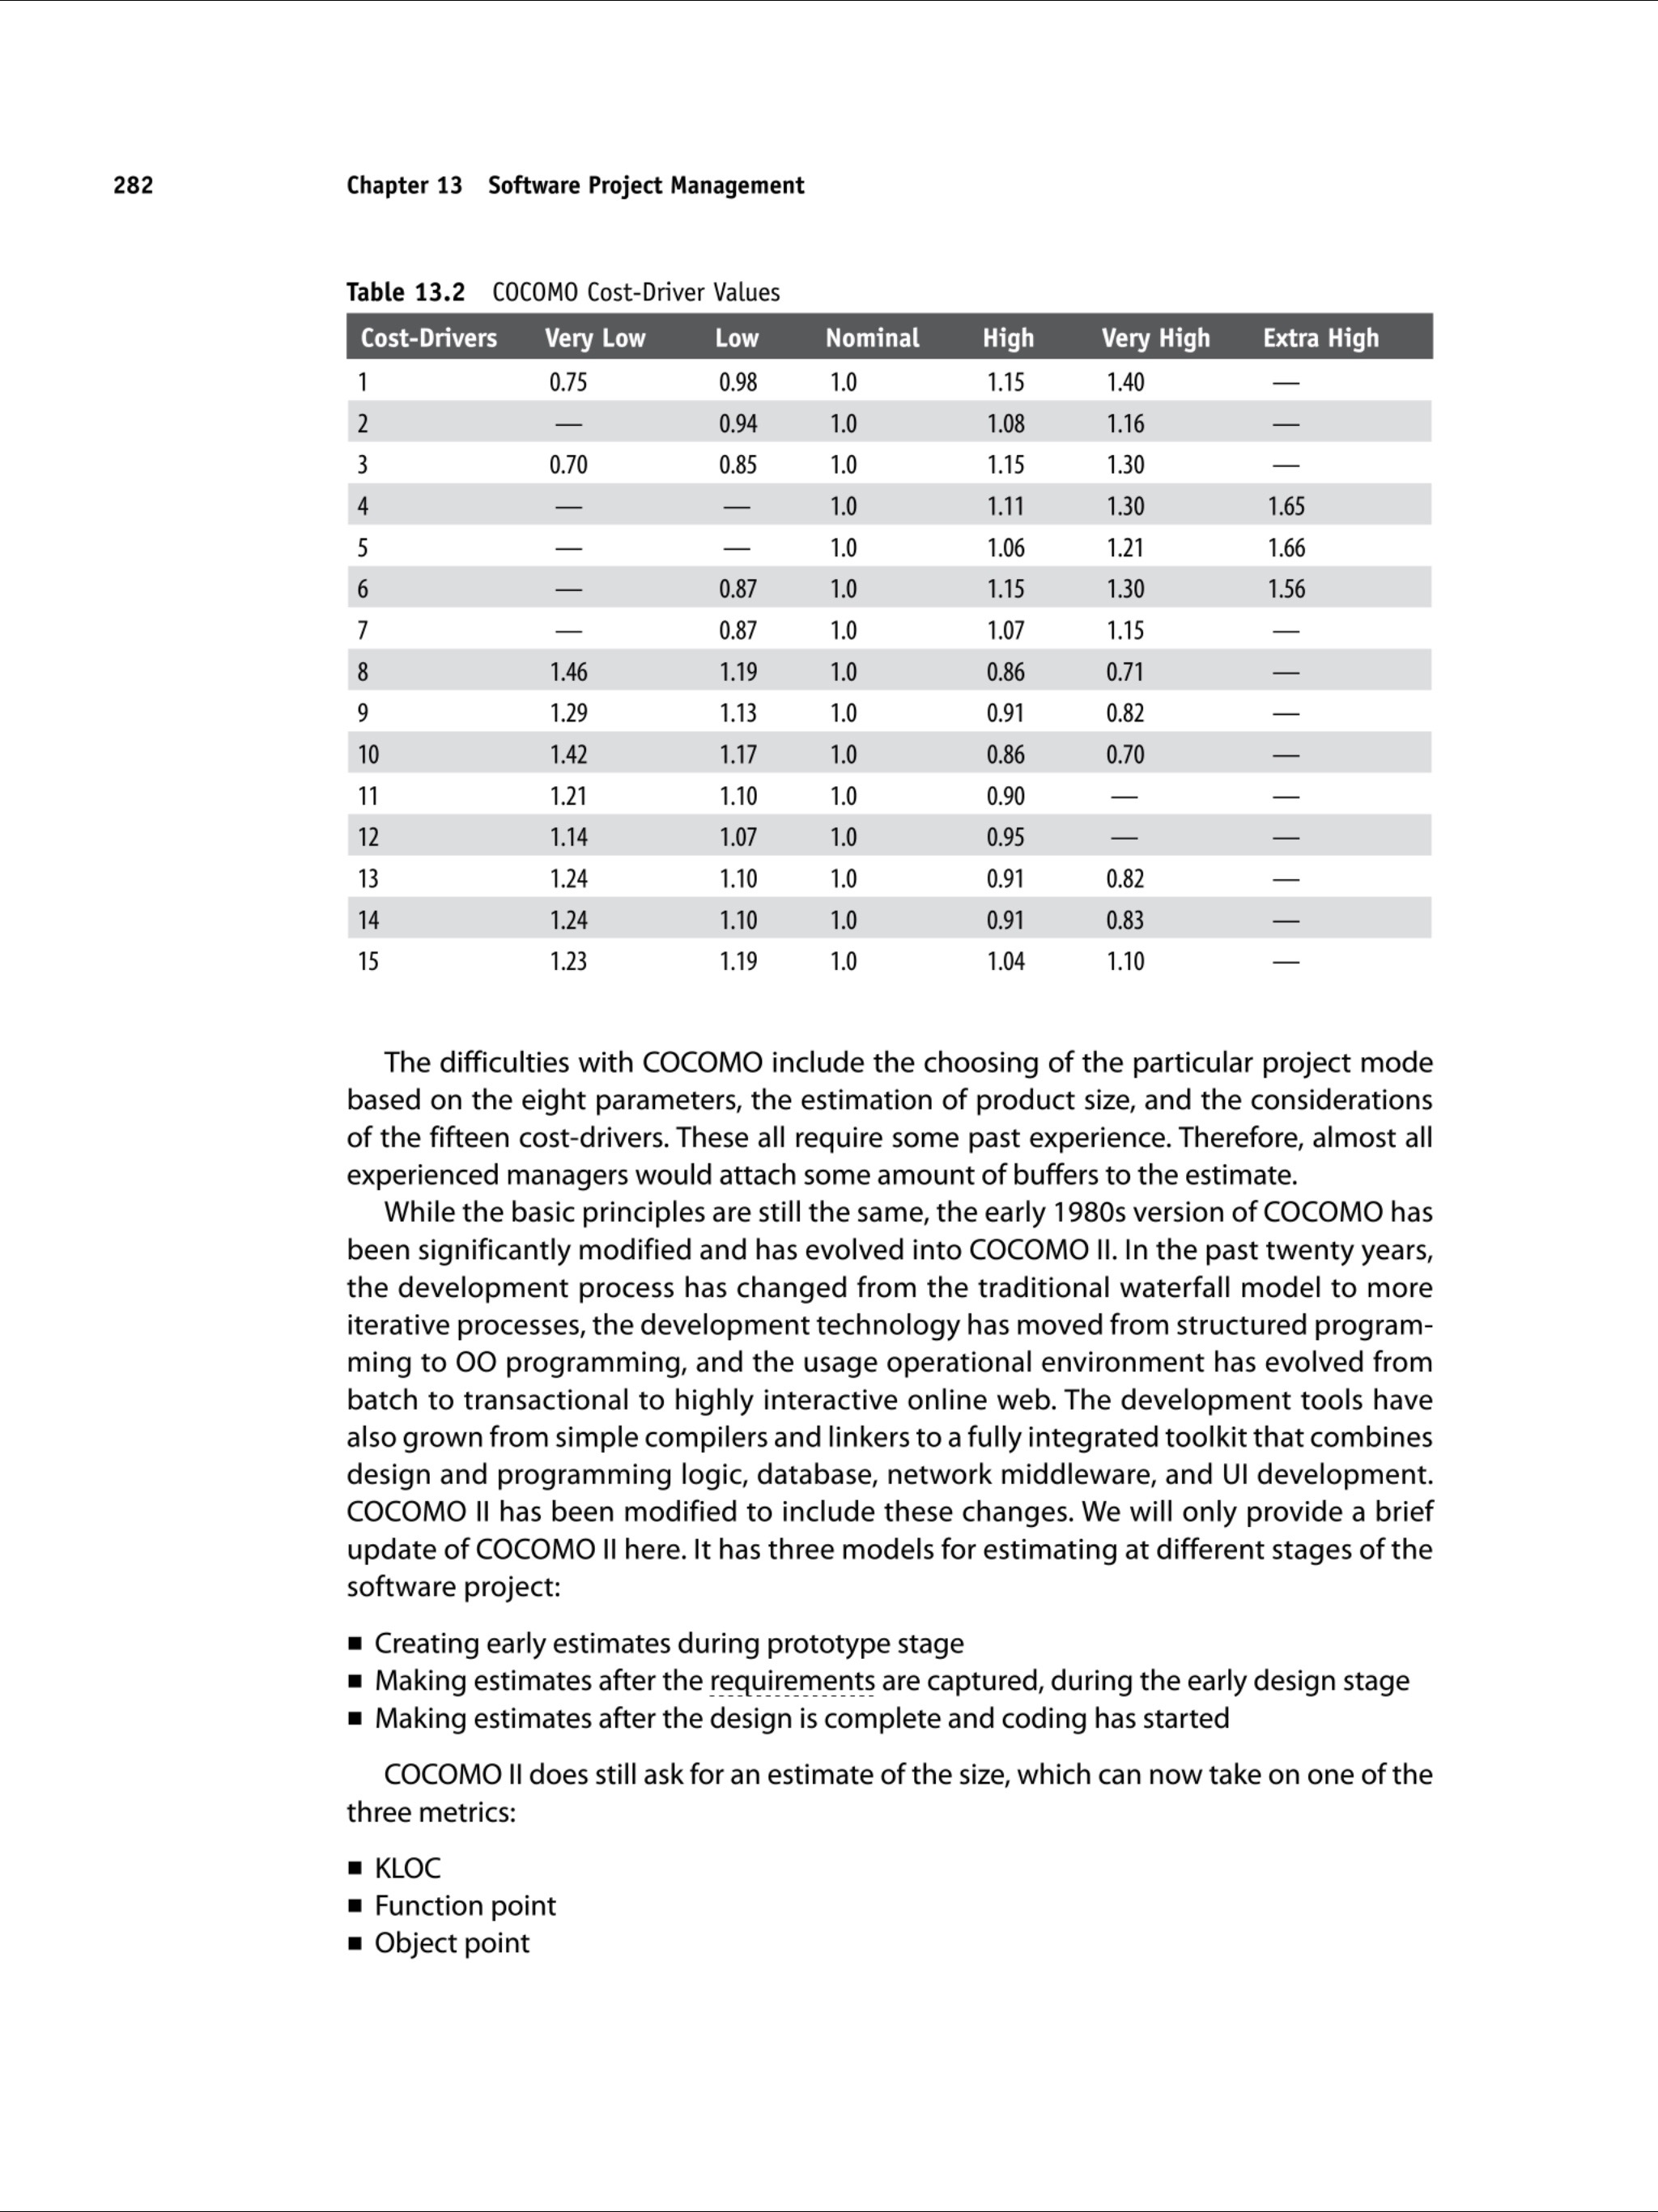 282 Chapter 13 Software Project Management
Table 13.2 COCOMO Cost-Driver Values
Cost-Drivers Very Low Low Nominal High Very High Extra High
1 0.75 0.98 1.0 1.15 1.40 —
2 — 0.94 1.0 1.08 1.16 —
3 0.70 0.85 1.0 1.15 1.30 —
4 — — 1.0 1.11 1.30 1.65
5 — — 1.0 1.06 1.21 1.66
6 — 0.87 1.0 1.15 1.30 1.56
7 — 0.87 1.0 1.07 1.15 —
8 1.46 1.19 1.0 0.86 0.71 —
9 1.29 1.13 1.0 0.91 0.82 —
10 1.42 1.17 1.0 0.86 0.70 —
11 1.21 1.10 1.0 0.90 — —
12 1.14 1.07 1.0 0.95 — —
13 1.24 1.10 1.0 0.91 0.82 —
14 1.24 1.10 1.0 0.91 0.83 —
15 1.23 1.19 1.0 1.04 1.10 —
The difficulties with COCOMO include the choosing of the particular project mode
based on the eight parameters, the estimation of product size, and the considerations
of the fifteen cost-drivers. These all require some past experience. Therefore, almost all
experienced managers would attach some amount of buffers to the estimate.
While the basic principles are still the same, the early 1980s version of COCOMO has
been significantly modified and has evolved into COCOMO II. In the past twenty years,
the development process has changed from the traditional waterfall model to more
iterative processes, the development technology has moved from structured program-
ming to OO programming, and the usage operational environment has evolved from
batch to transactional to highly interactive online web. The development tools have
also grown from simple compilers and linkers to a fully integrated toolkit that combines
design and programming logic, database, network middleware, and UI development.
COCOMO II has been modified to include these changes. We will only provide a brief
update of COCOMO II here. It has three models for estimating at different stages of the
software project:
■ Creating early estimates during prototype stage
■ Making estimates after the requirements are captured, during the early design stage
■ Making estimates after the design is complete and coding has started
COCOMO II does still ask for an estimate of the size, which can now take on one of the
three metrics:
■ KLOC
■ Function point
■ Object point